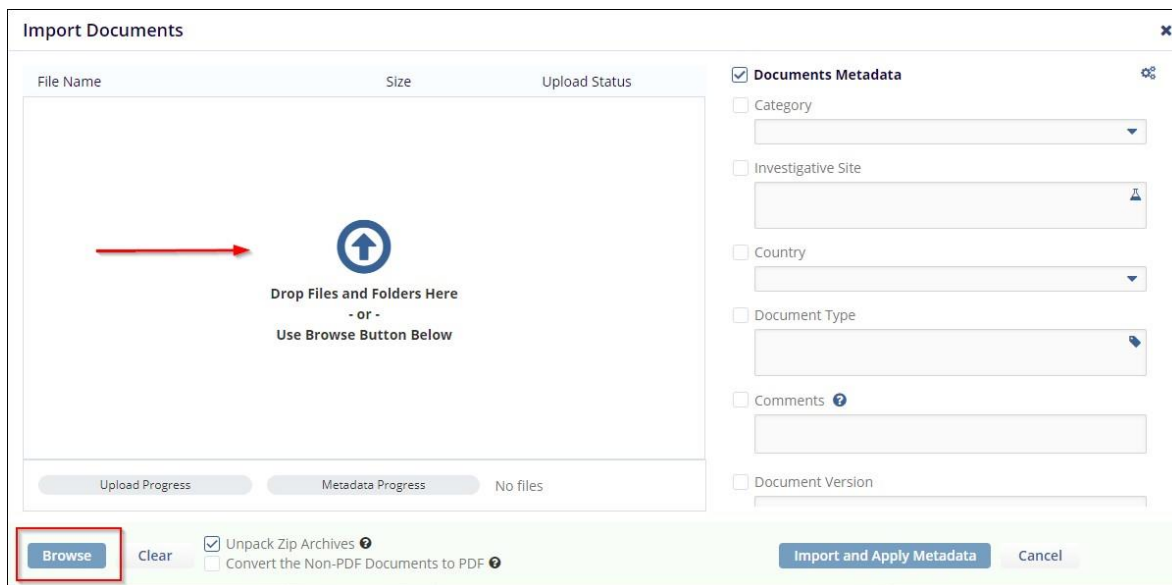 Import Documents
File Name Size Upload Status
Drop Files and Folders Here
- or -
Use Browse Button Below
Upload Progress Metadata Progress No files
Documents Metadata
Category
Investigative Site
Country
Document Type
Comments
Document Version
Browse Clear
Unpack Zip Archives
Convert the Non-PDF Documents to PDF
Import and Apply Metadata Cancel